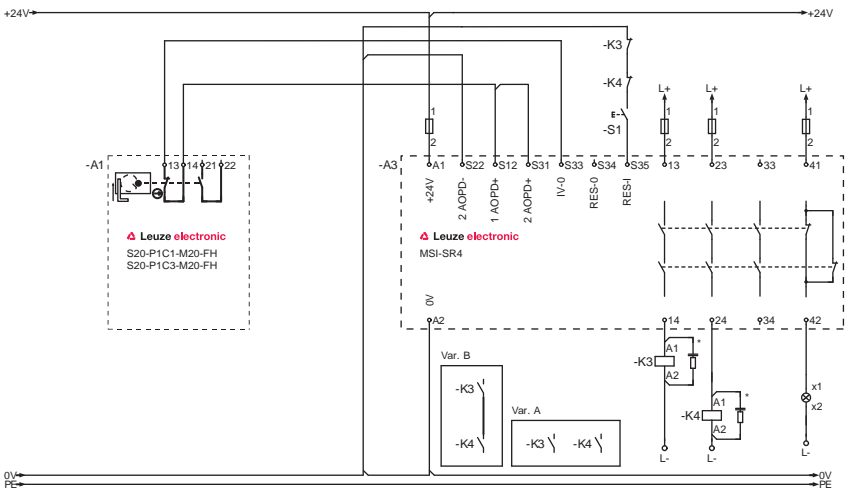 +24V +24V
-K3
-K4
E
-S1
L+ L+ L+
1 1 1 1
2 2 2 2
-A1 13 14 21 22
-A3 A1 S22 S12 S31 S33 S34 S35 13 23 33 41
+24V 2 AOPD- 1 AOPD+ 2 AOPD+ IV-0 RES-0 RES-I
Leuze electronic
S20-P1C1-M20-FH
S20-P1C3-M20-FH
Leuze electronic
MSI-SR4
0V
A2 14 24 34 42
Var. B
-K3
-K4
Var. A
-K3 -K4
-K3 A1 *
A2
-K4 A1 *
A2
x1
x2
L- L- L-
0V 0V
PE PE